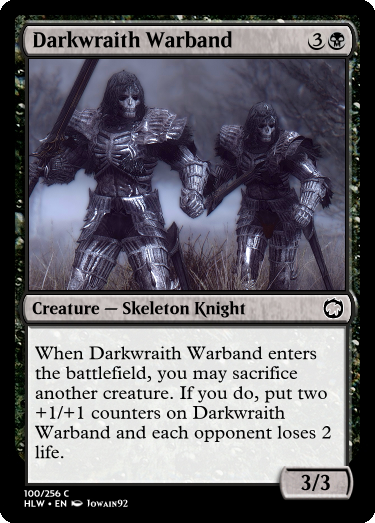 Darkwraith Warband 3
Creature — Skeleton Knight
When Darkwraith Warband enters
the battlefield, you may sacrifice
another creature. If you do, put two
+1/+1 counters on Darkwraith
Warband and each opponent loses 2
life.
3/3
100/256 C
HLW • EN Iowain92